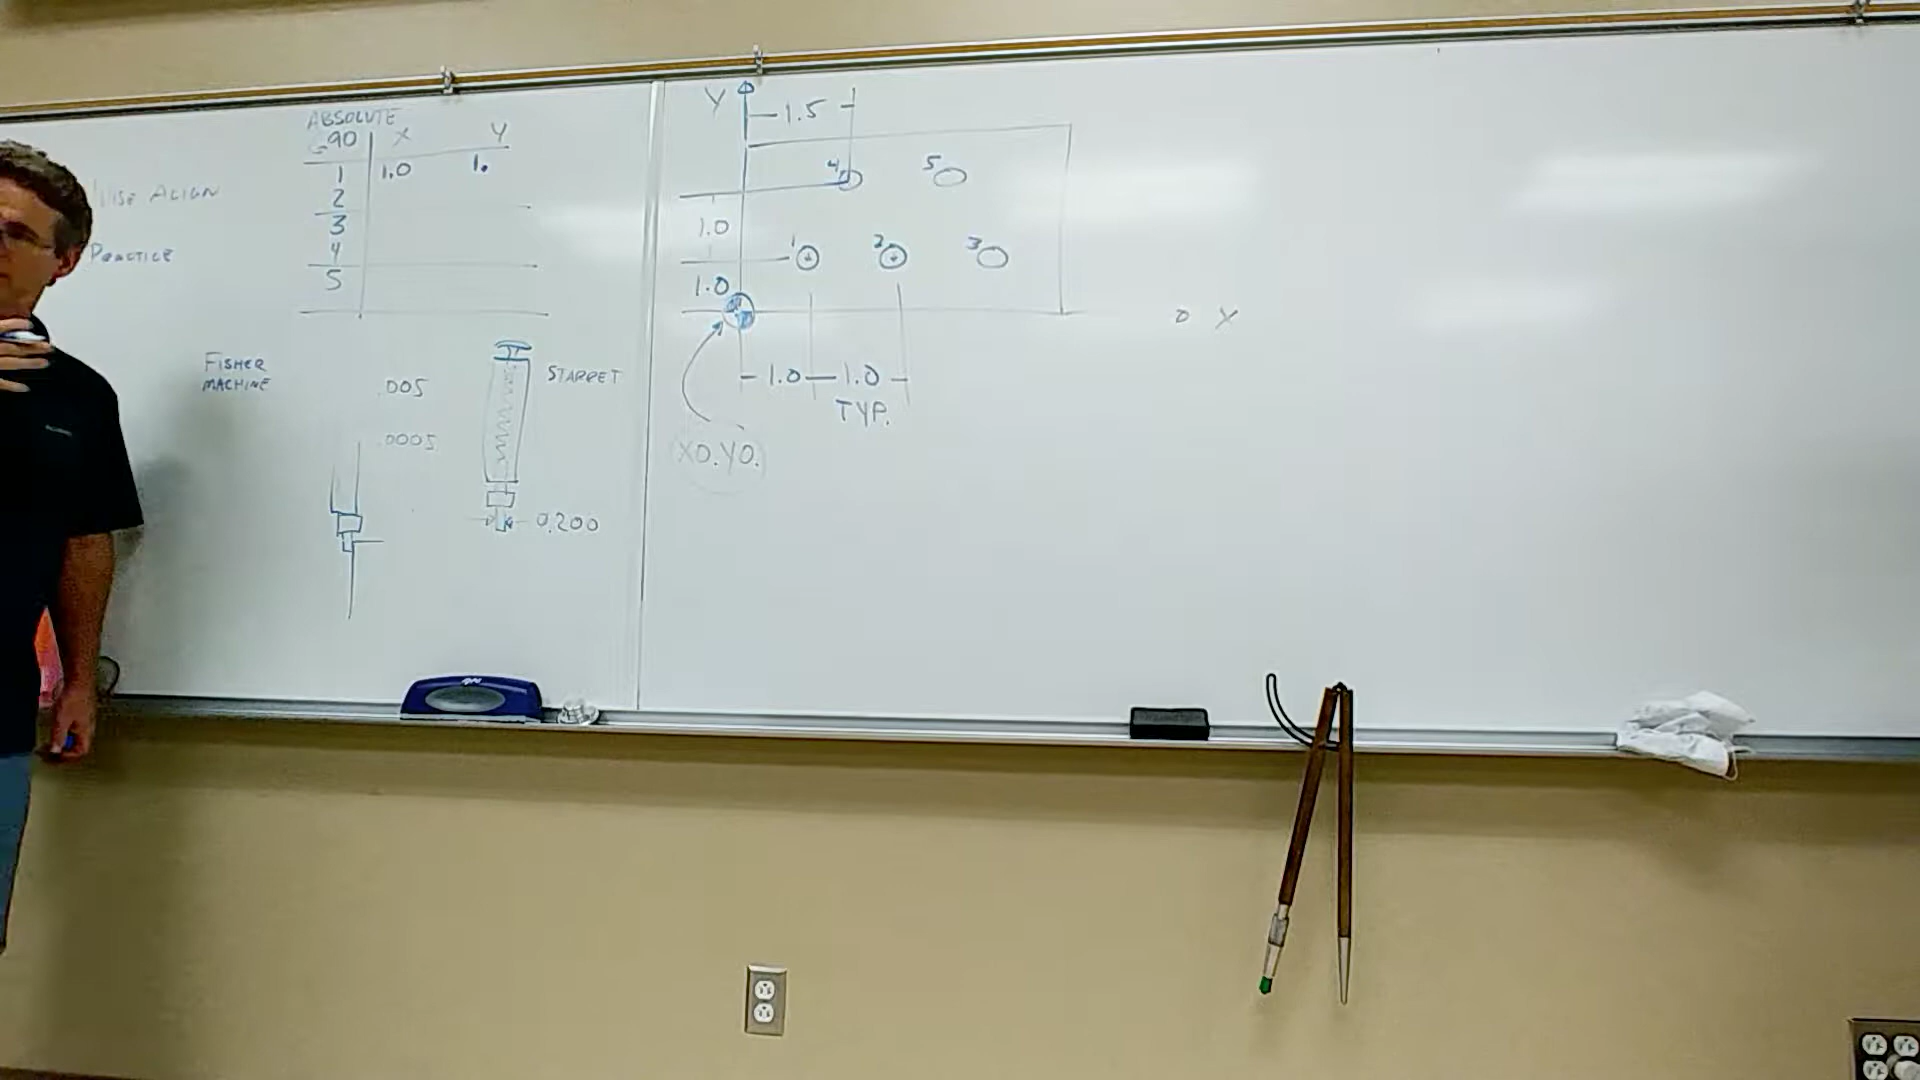 VISE ALIGN
PRACTICE
ABSOLUTE
G90 X Y
1 1.0 1.
2
3
4
5
FISHER
MACHINE
.005
.0005
STARRET
0.200
Y
1.5
4 5
1.0
1 2 3
1.0
X
1.0 1.0
TYP.
X0.Y0.